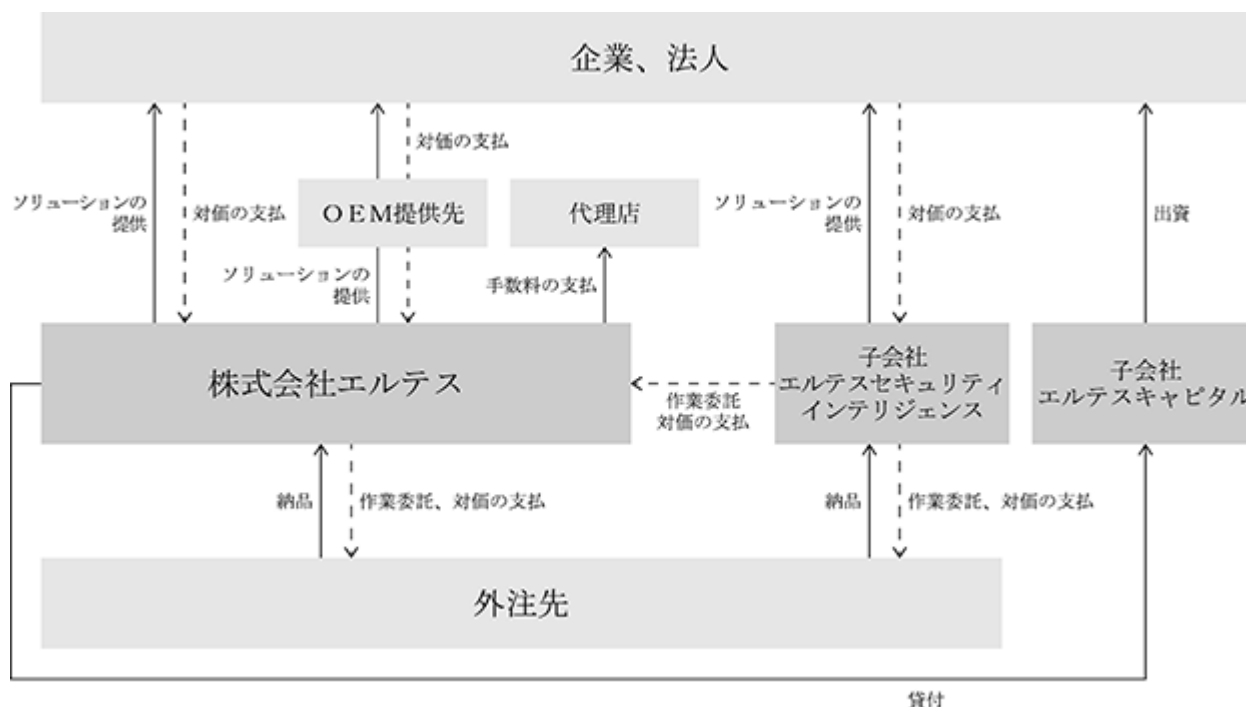 企業、法人
対価の支払
ソリューションの
提供
対価の支払
OEM提供先
代理店
ソリューションの
提供
対価の支払
出資
ソリューションの
提供
手数料の支払
株式会社エルテス
作業委託
対価の支払
子会社
エルテスセキュリティ
インテリジェンス
子会社
エルテスキャピタル
納品
作業委託、対価の支払
納品
作業委託、対価の支払
外注先
貸付